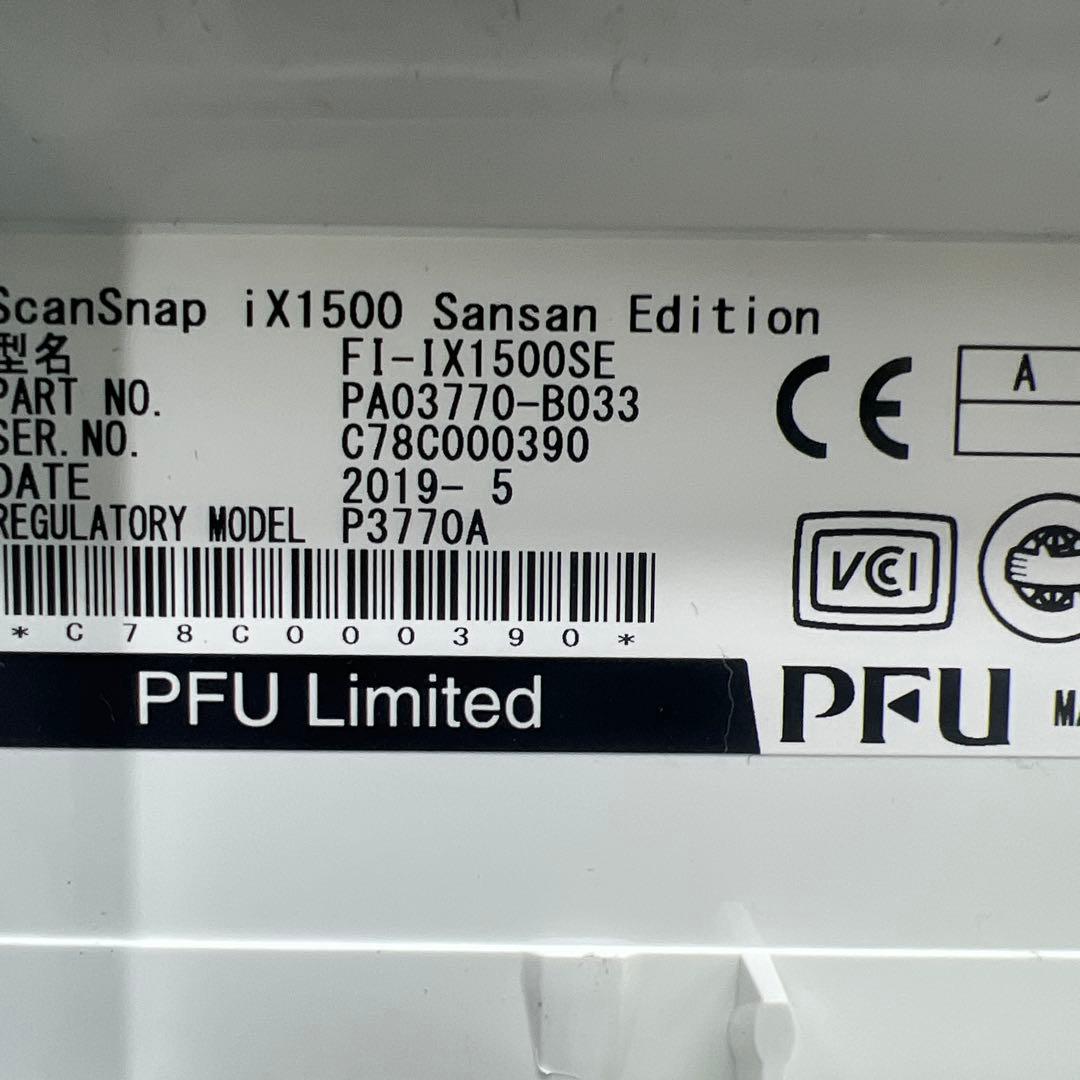 ScanSnap iX1500 Sansan Edition
型名 FI-IX1500SE
PART NO. PA03770-B033
SER. NO. C78C000390
DATE 2019- 5
REGULATORY MODEL P3770A
*C78C000390*
PFU Limited
CE
A
VCCI
PFU